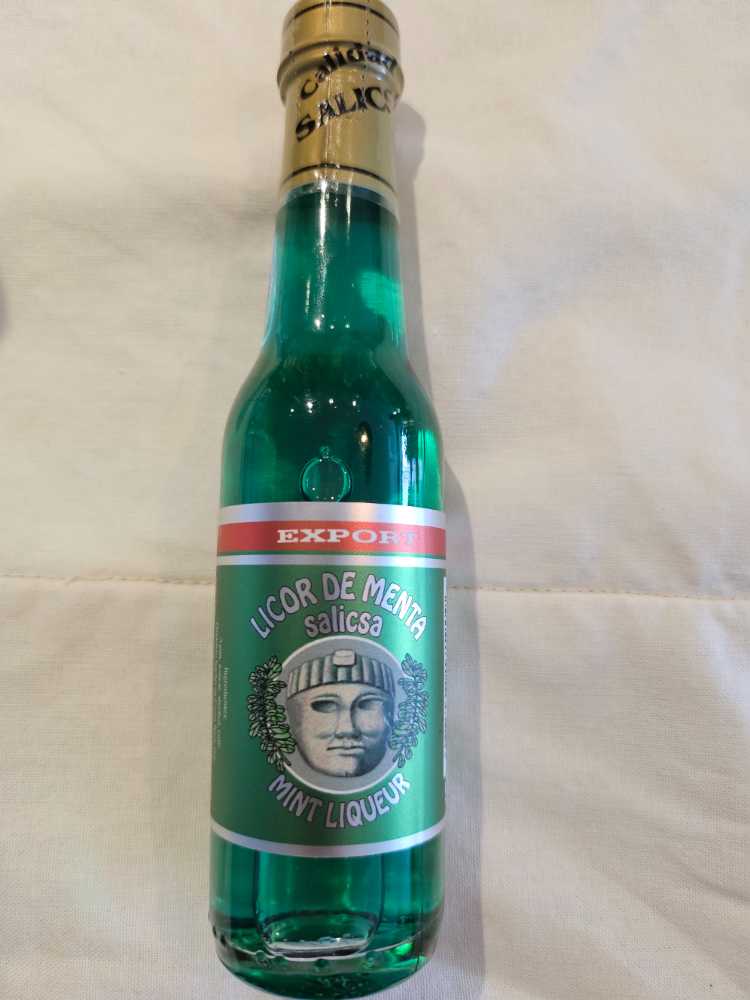 Calidad
SALICS
EXPORT
LICOR DE MENTA
salicsa
MINT LIQUEUR